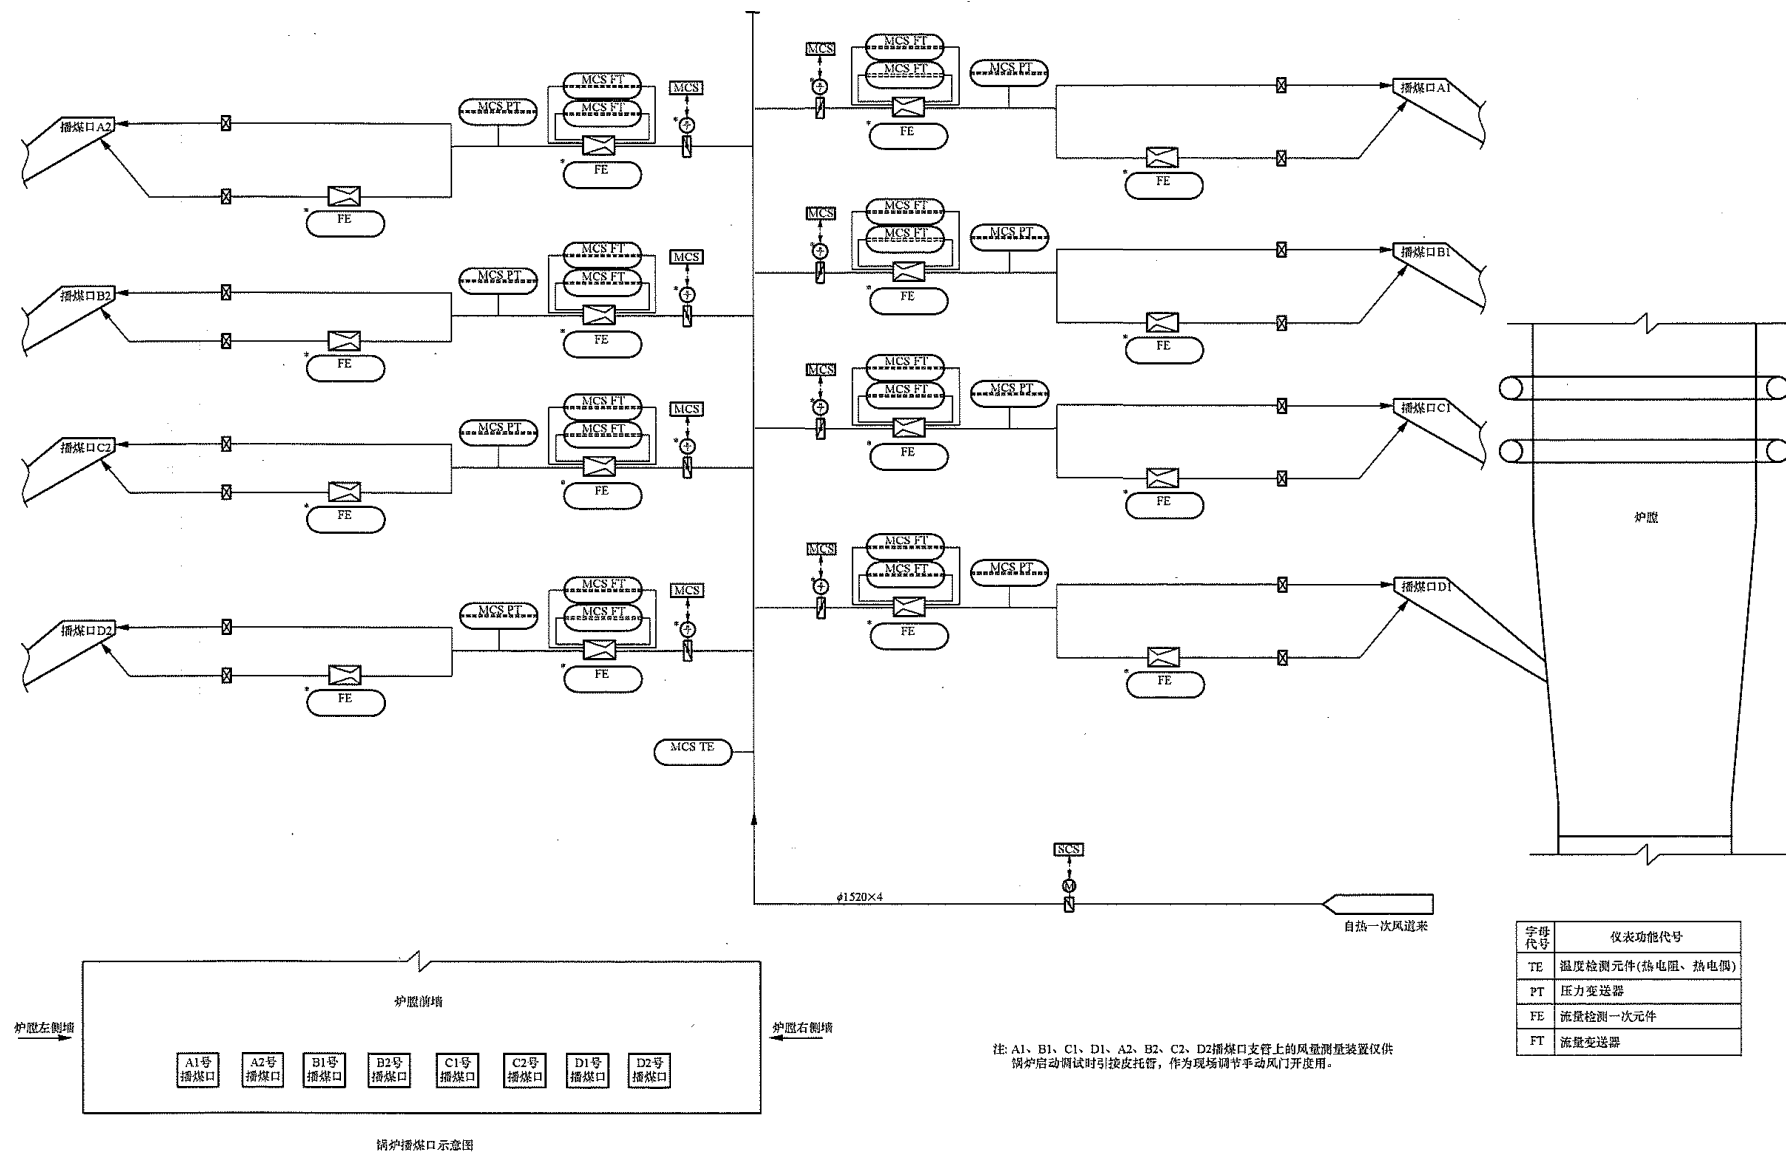 MCS
MCS FT
MCS FT
MCS PT
FE
播煤口A1
FE
MCS FT
MCS FT
MCS
MCS PT
播煤口A2
FE
FE
MCS
MCS FT
MCS FT
MCS PT
FE
播煤口B1
FE
MCS FT
MCS FT
MCS
MCS PT
播煤口B2
FE
FE
MCS
MCS FT
MCS FT
MCS PT
FE
播煤口C1
FE
MCS FT
MCS FT
MCS
MCS PT
播煤口C2
FE
FE
MCS
MCS FT
MCS FT
MCS PT
FE
播煤口D1
FE
MCS FT
MCS FT
MCS
MCS PT
播煤口D2
FE
FE
炉膛
MCS TE
SCS
M
φ1520×4
自热一次风道来
字母代号 仪表功能代号
TE 温度检测元件(热电阻、热电偶)
PT 压力变送器
FE 流量检测一次元件
FT 流量变送器
炉膛前墙
炉膛左侧墙
炉膛右侧墙
A1号 A2号 B1号 B2号 C1号 C2号 D1号 D2号
播煤口 播煤口 播煤口 播煤口 播煤口 播煤口 播煤口 播煤口
注: A1、B1、C1、D1、A2、B2、C2、D2播煤口支管上的风量测量装置仅供
锅炉启动调试时引接皮托管，作为现场调节手动风门开度用。
锅炉播煤口示意图